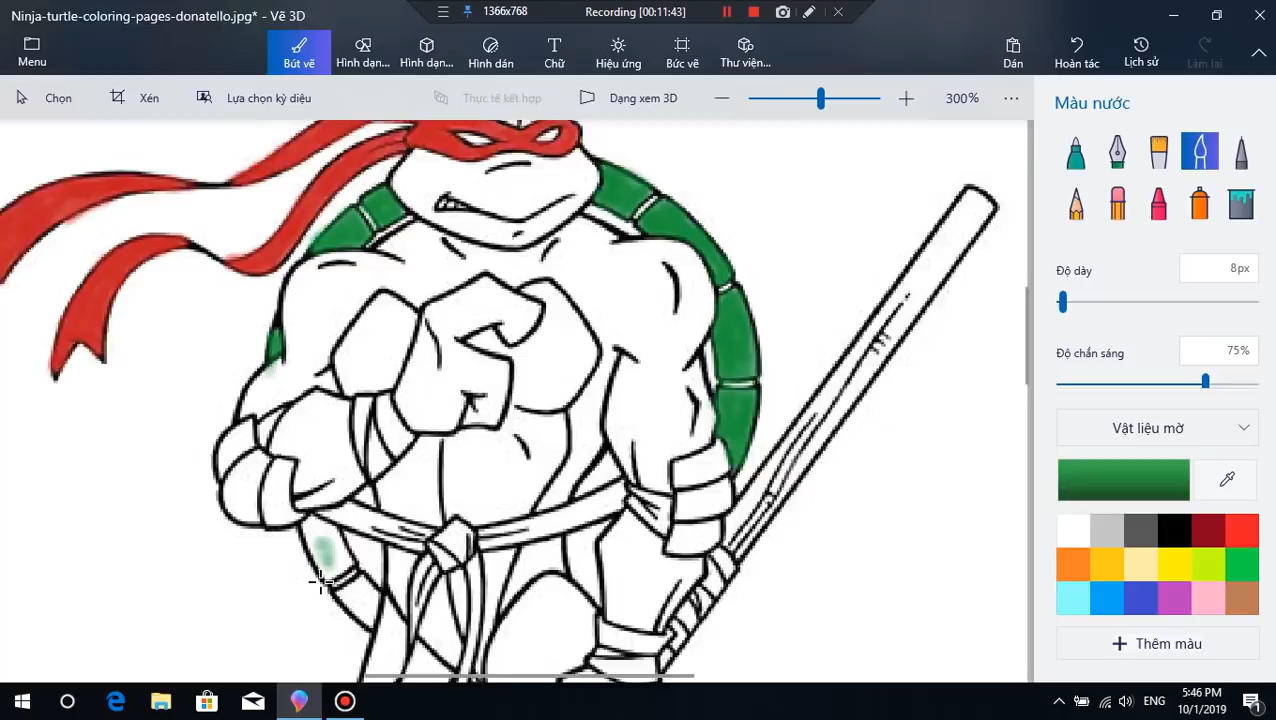 Ninja-turtle-coloring-pages-donatello.jpg* - Vẽ 3D
1366x768
Recording [00:11:43]
Menu
Bút vẽ
Hình dạn...
Hình dạn...
Hình dán
Chữ
Hiệu ứng
Bức vẽ
Thư viện...
Dán
Hoàn tác
Lịch sử
Làm lại
Chọn
Xén
Lựa chọn kỳ diệu
Thực tế kết hợp
Dạng xem 3D
300%
Màu nước
Độ dày
8px
Độ chắn sáng
75%
Vật liệu mờ
Thêm màu
ENG
5:46 PM
10/1/2019
1